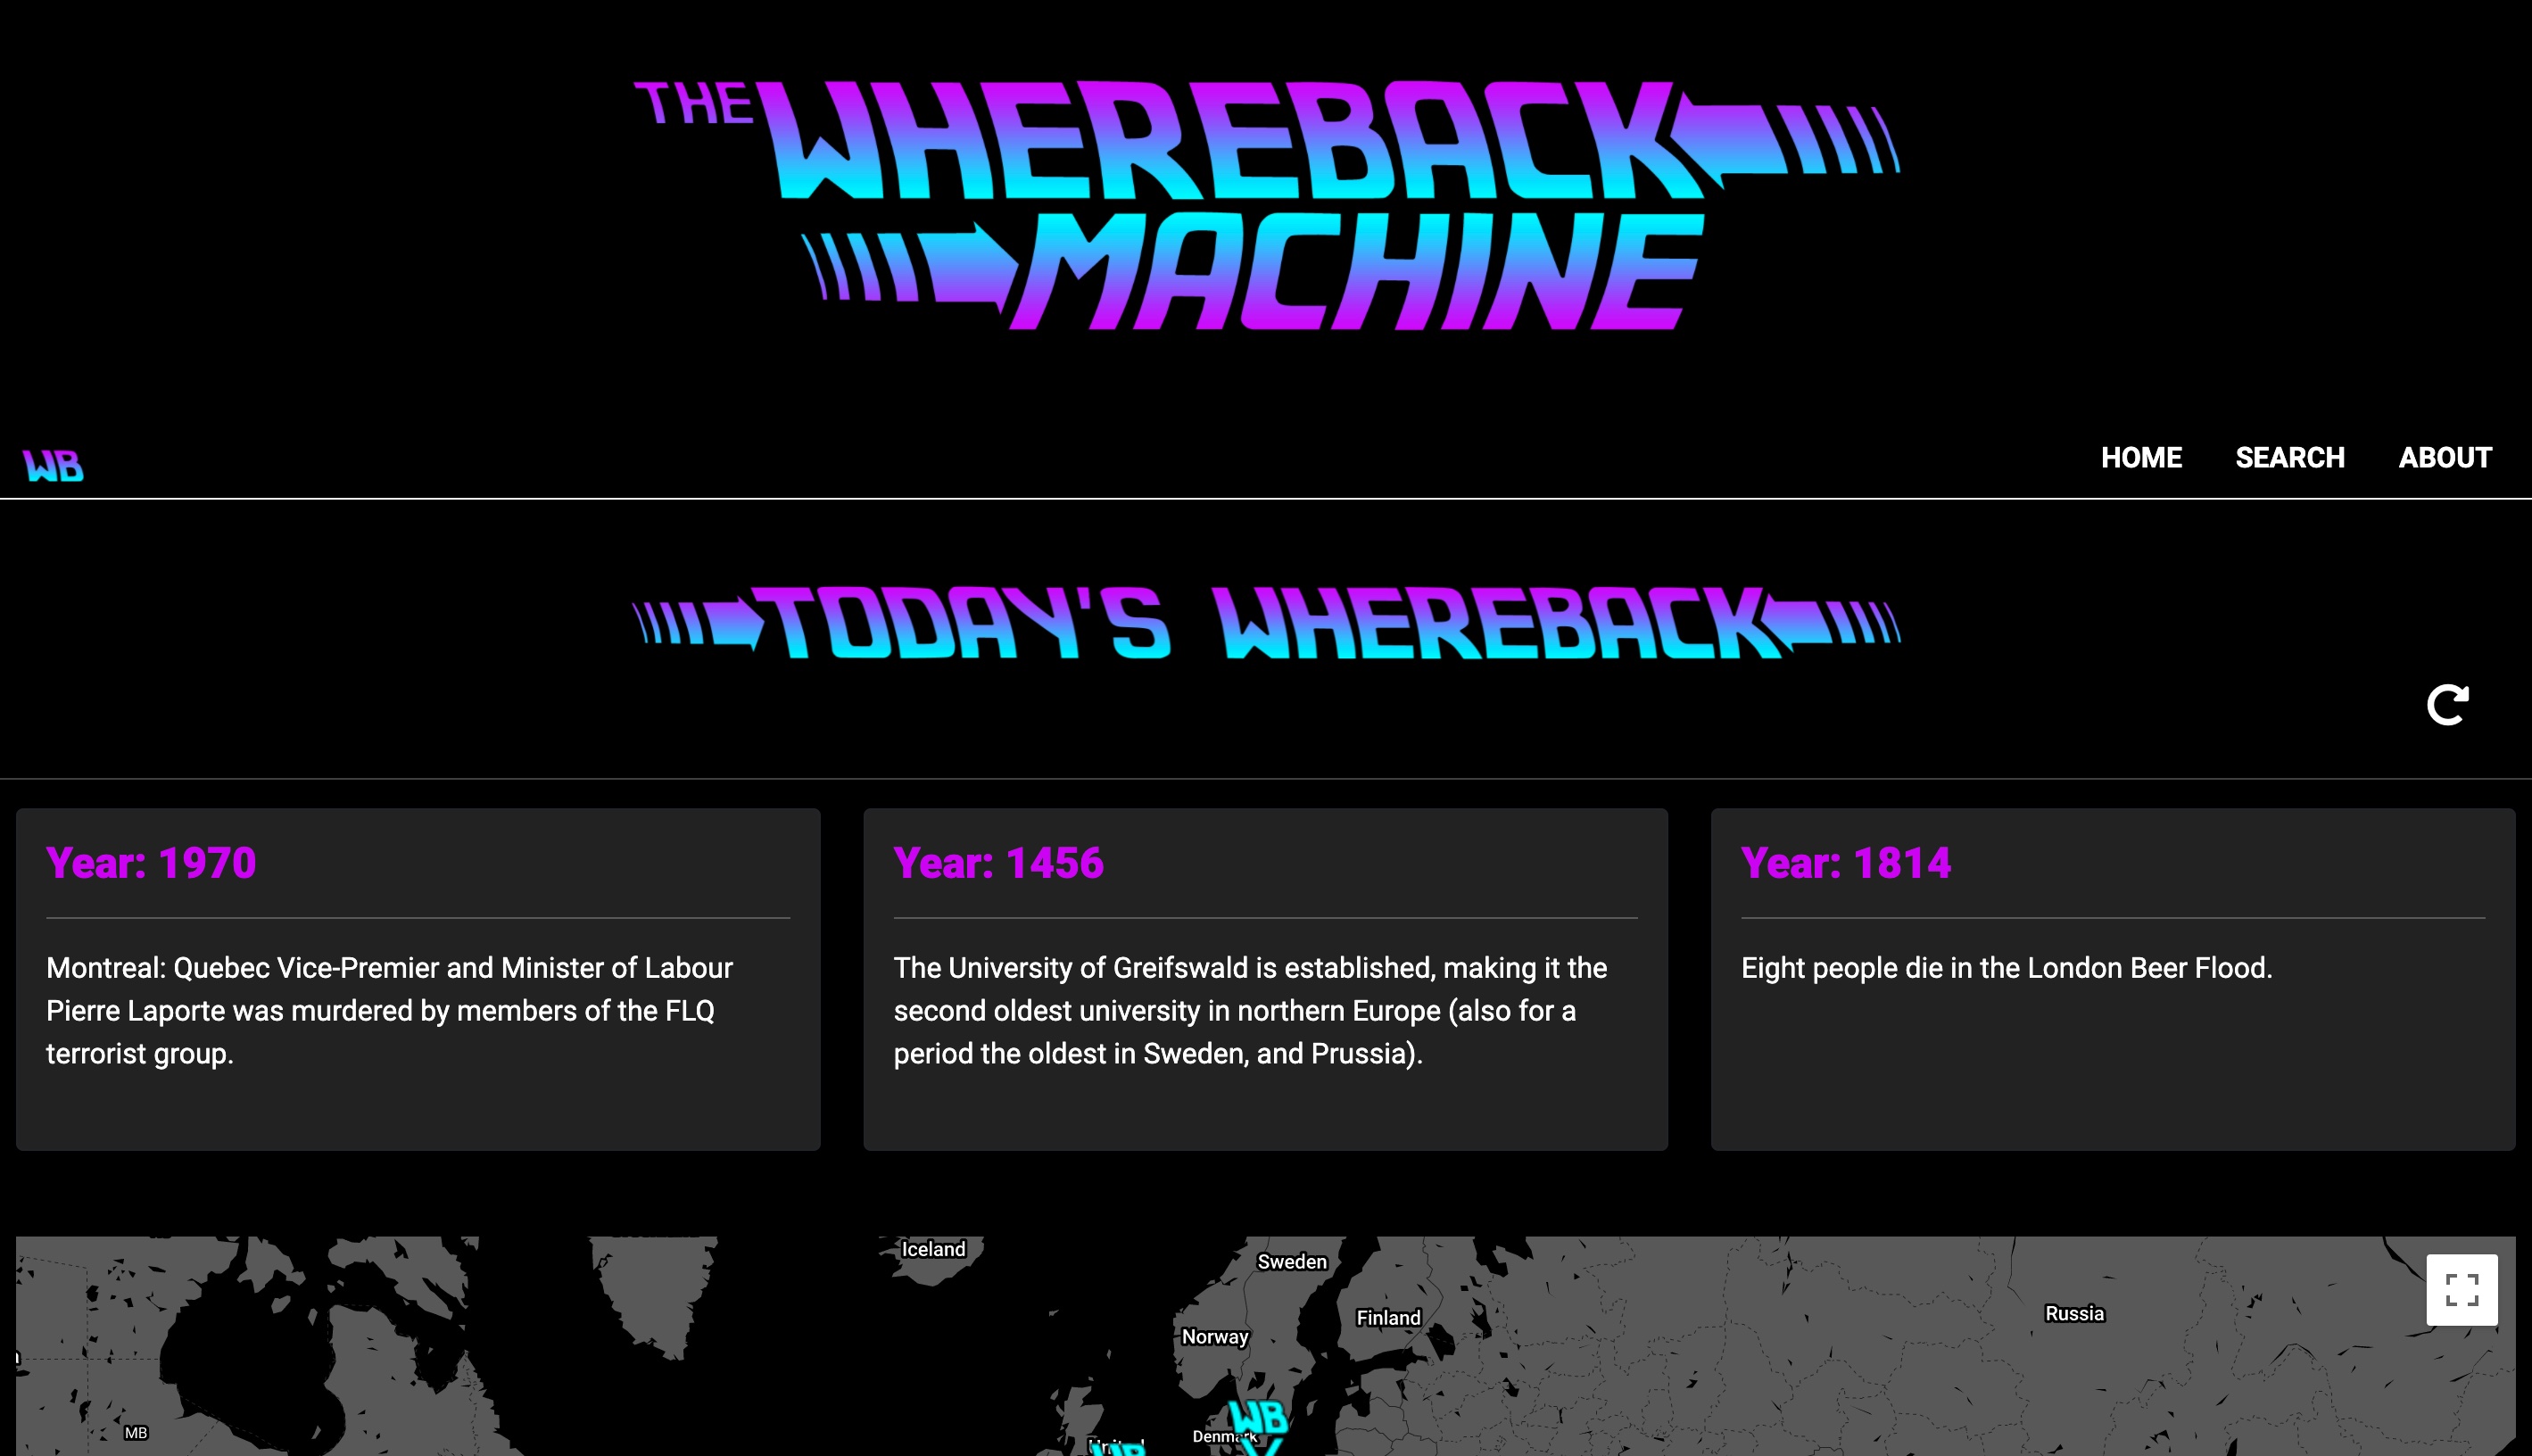 THE WHEREBACK
MACHINE
WB
HOME SEARCH ABOUT
TODAY'S WHEREBACK
Year: 1970
Montreal: Quebec Vice-Premier and Minister of Labour
Pierre Laporte was murdered by members of the FLQ
terrorist group.
Year: 1456
The University of Greifswald is established, making it the
second oldest university in northern Europe (also for a
period the oldest in Sweden, and Prussia).
Year: 1814
Eight people die in the London Beer Flood.
Iceland
Sweden
Finland
Russia
Norway
MB
WB
Denmark
WB